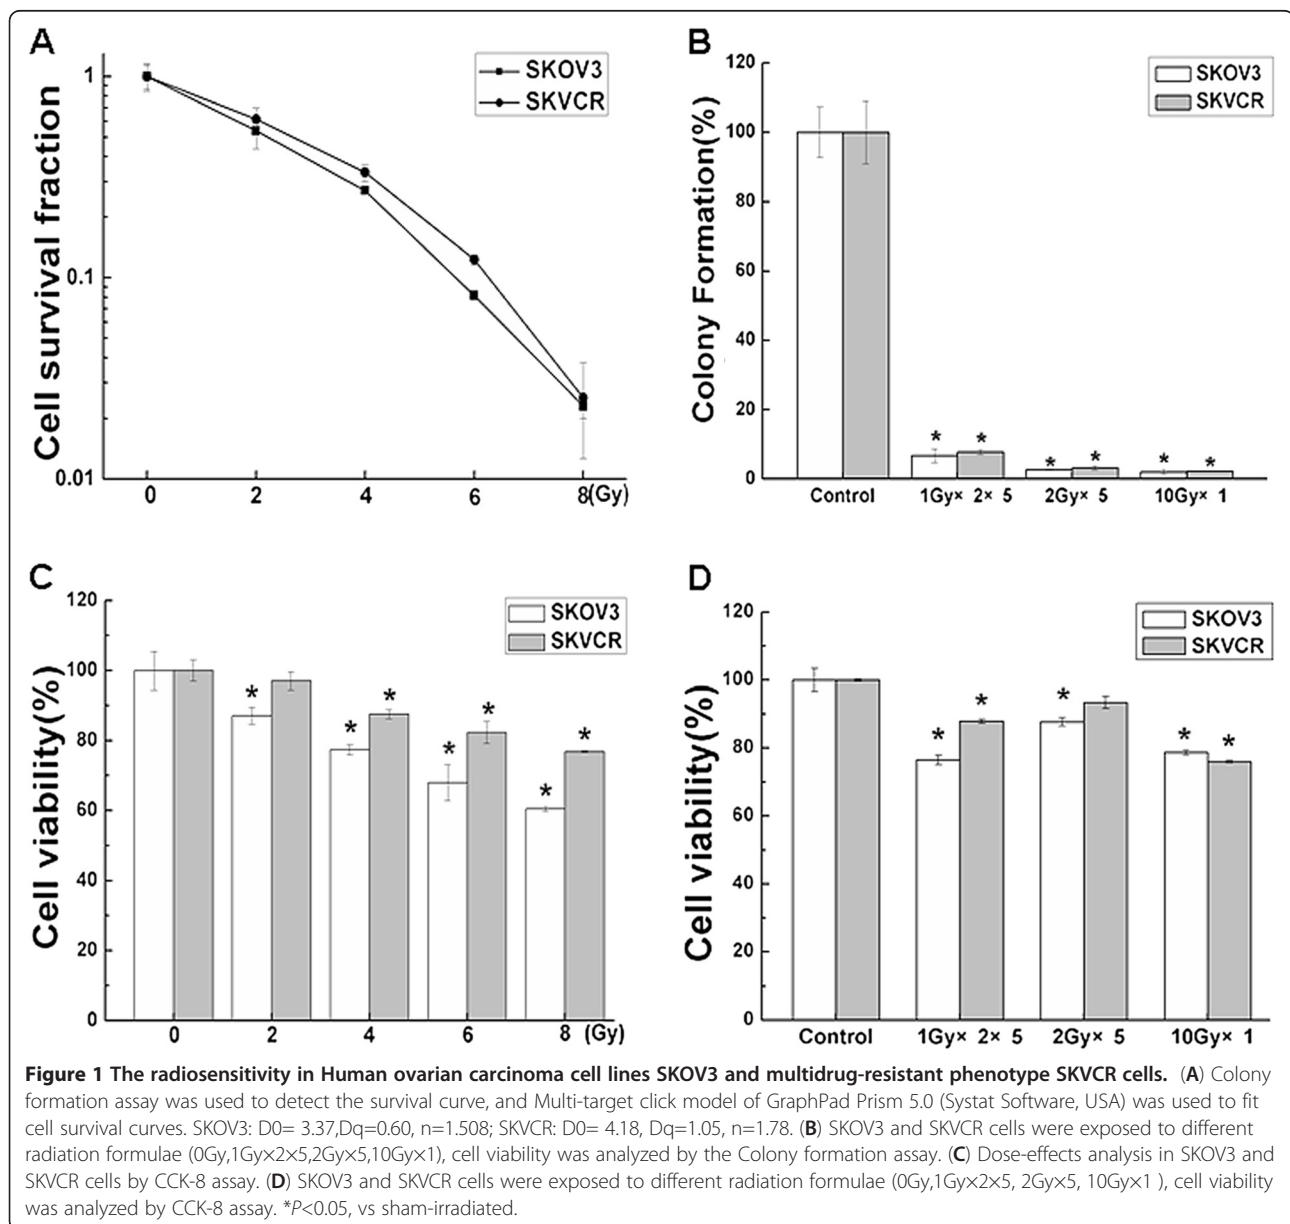 A
SKOV3
SKVCR
Cell survival fraction
1
0.1
0.01
0 2 4 6 8(Gy)
B
SKOV3
SKVCR
Colony Formation(%)
120
100
80
60
40
20
0
* * * * * *
Control 1Gy× 2× 5 2Gy× 5 10Gy× 1
C
SKOV3
SKVCR
Cell viability(%)
120
100
80
60
40
20
0
* * * * * * *
0 2 4 6 8 (Gy)
D
SKOV3
SKVCR
Cell viability(%)
120
100
80
60
40
20
0
* * * * *
Control 1Gy× 2× 5 2Gy× 5 10Gy× 1
Figure 1 The radiosensitivity in Human ovarian carcinoma cell lines SKOV3 and multidrug-resistant phenotype SKVCR cells. (A) Colony
formation assay was used to detect the survival curve, and Multi-target click model of GraphPad Prism 5.0 (Systat Software, USA) was used to fit
cell survival curves. SKOV3: D0= 3.37,Dq=0.60, n=1.508; SKVCR: D0= 4.18, Dq=1.05, n=1.78. (B) SKOV3 and SKVCR cells were exposed to different
radiation formulae (0Gy,1Gy×2×5,2Gy×5,10Gy×1), cell viability was analyzed by the Colony formation assay. (C) Dose-effects analysis in SKOV3 and
SKVCR cells by CCK-8 assay. (D) SKOV3 and SKVCR cells were exposed to different radiation formulae (0Gy,1Gy×2×5, 2Gy×5, 10Gy×1 ), cell viability
was analyzed by CCK-8 assay. *P<0.05, vs sham-irradiated.